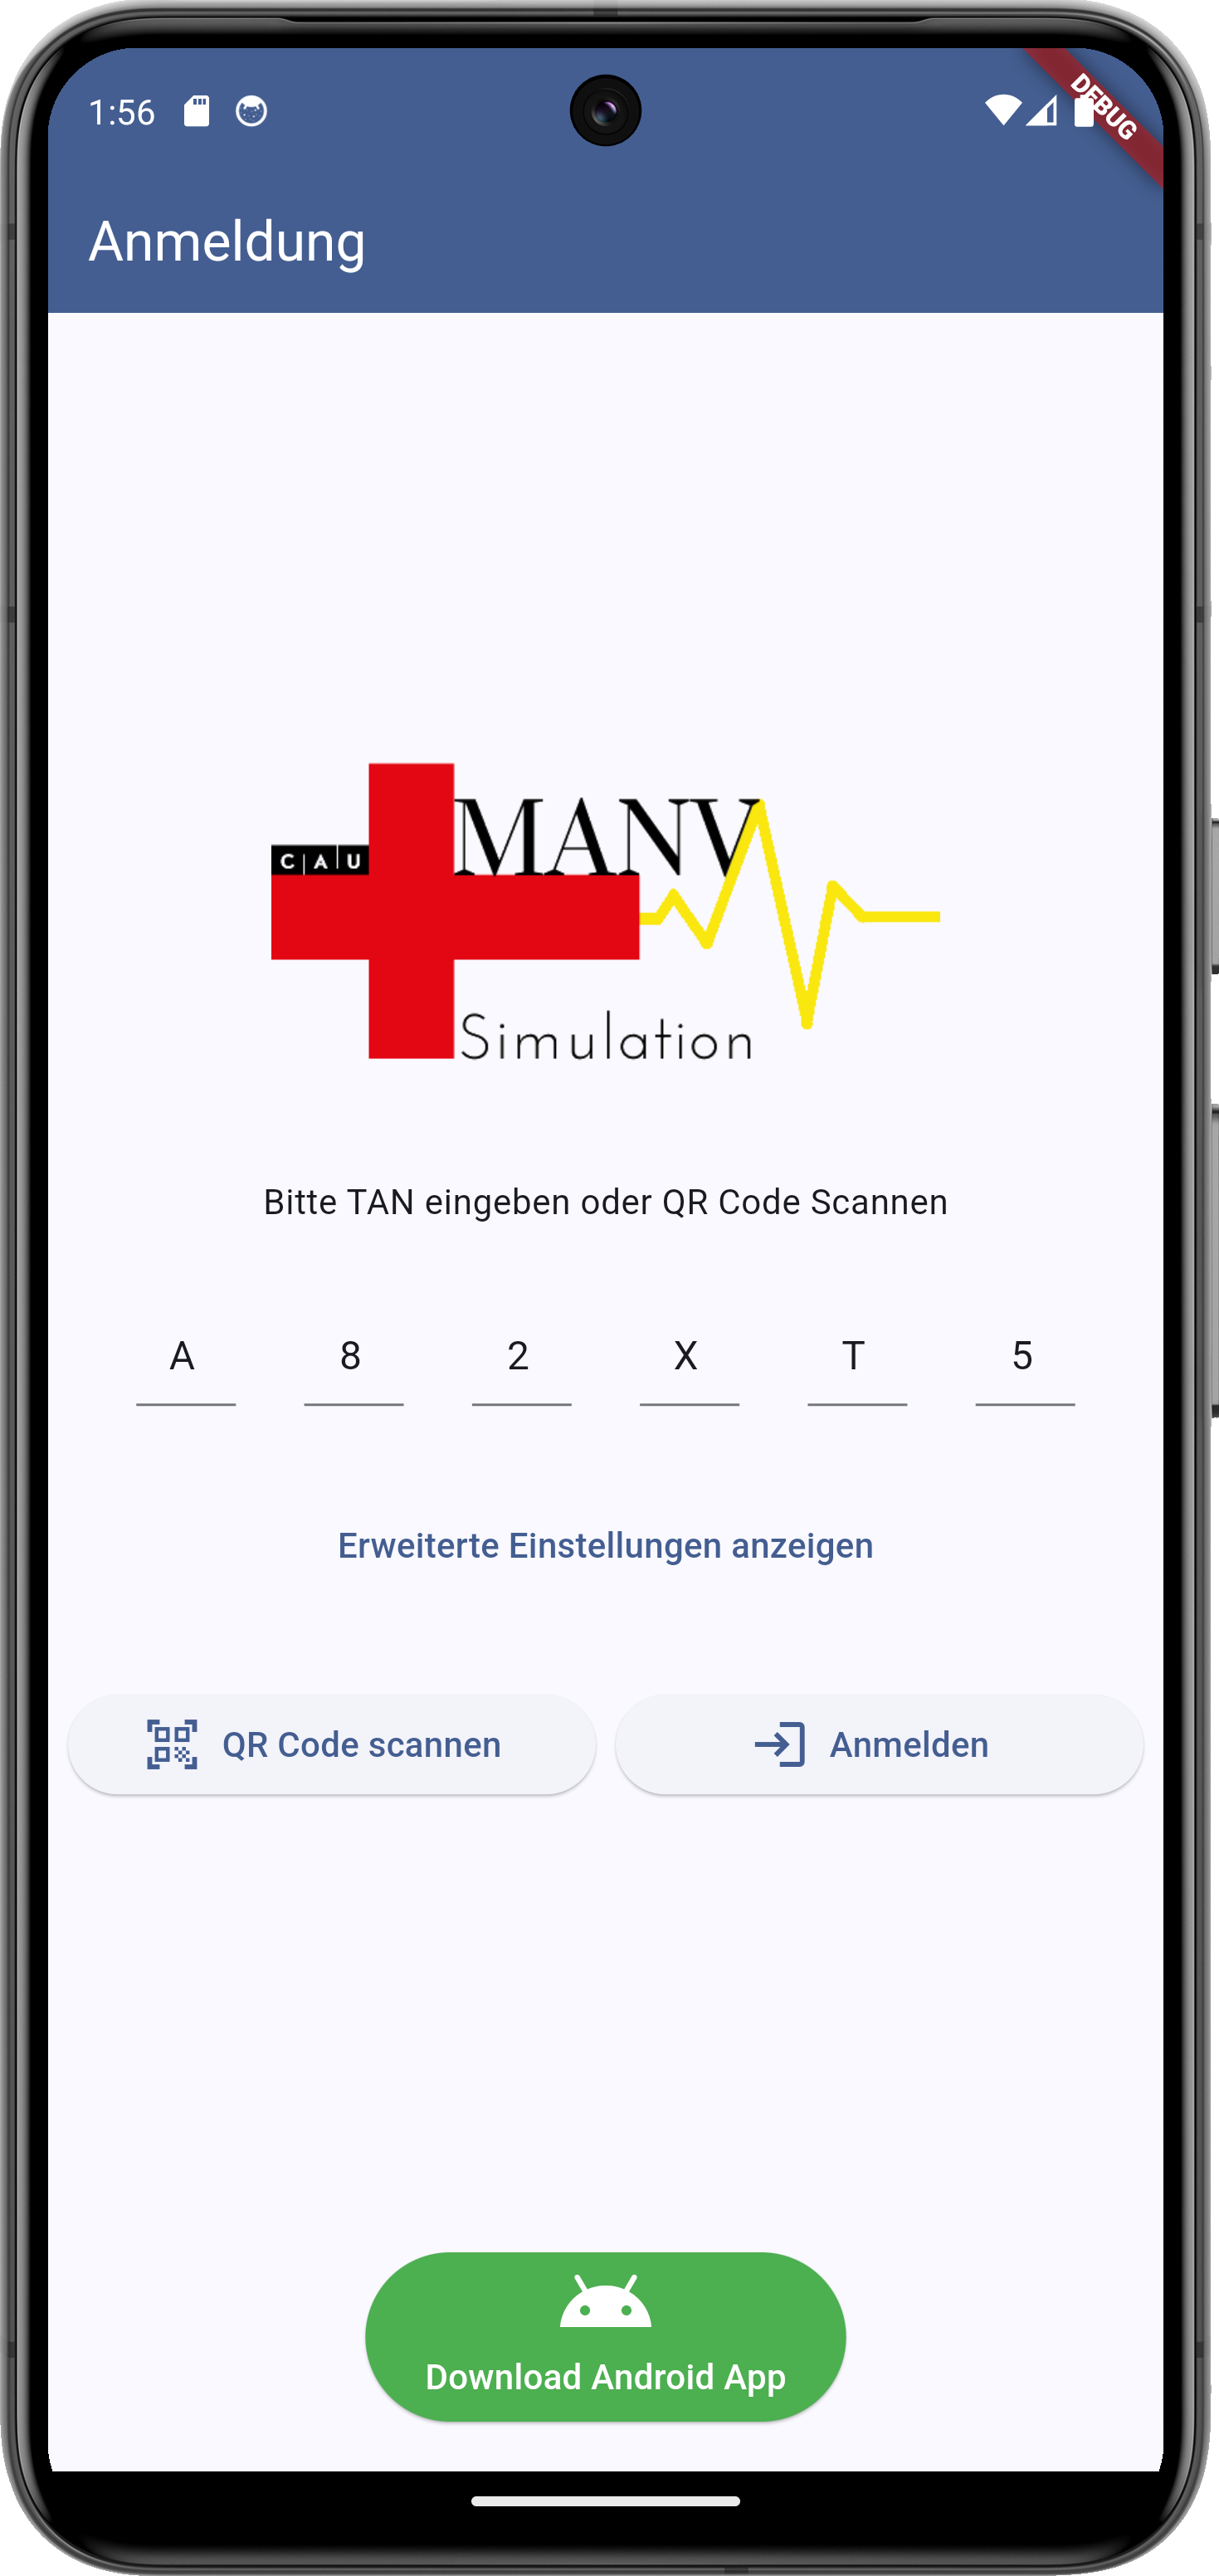 1:56
DEBUG
Anmeldung
CAU
MANV
Simulation
Bitte TAN eingeben oder QR Code Scannen
A 8 2 X T 5
Erweiterte Einstellungen anzeigen
QR Code scannen
Anmelden
Download Android App